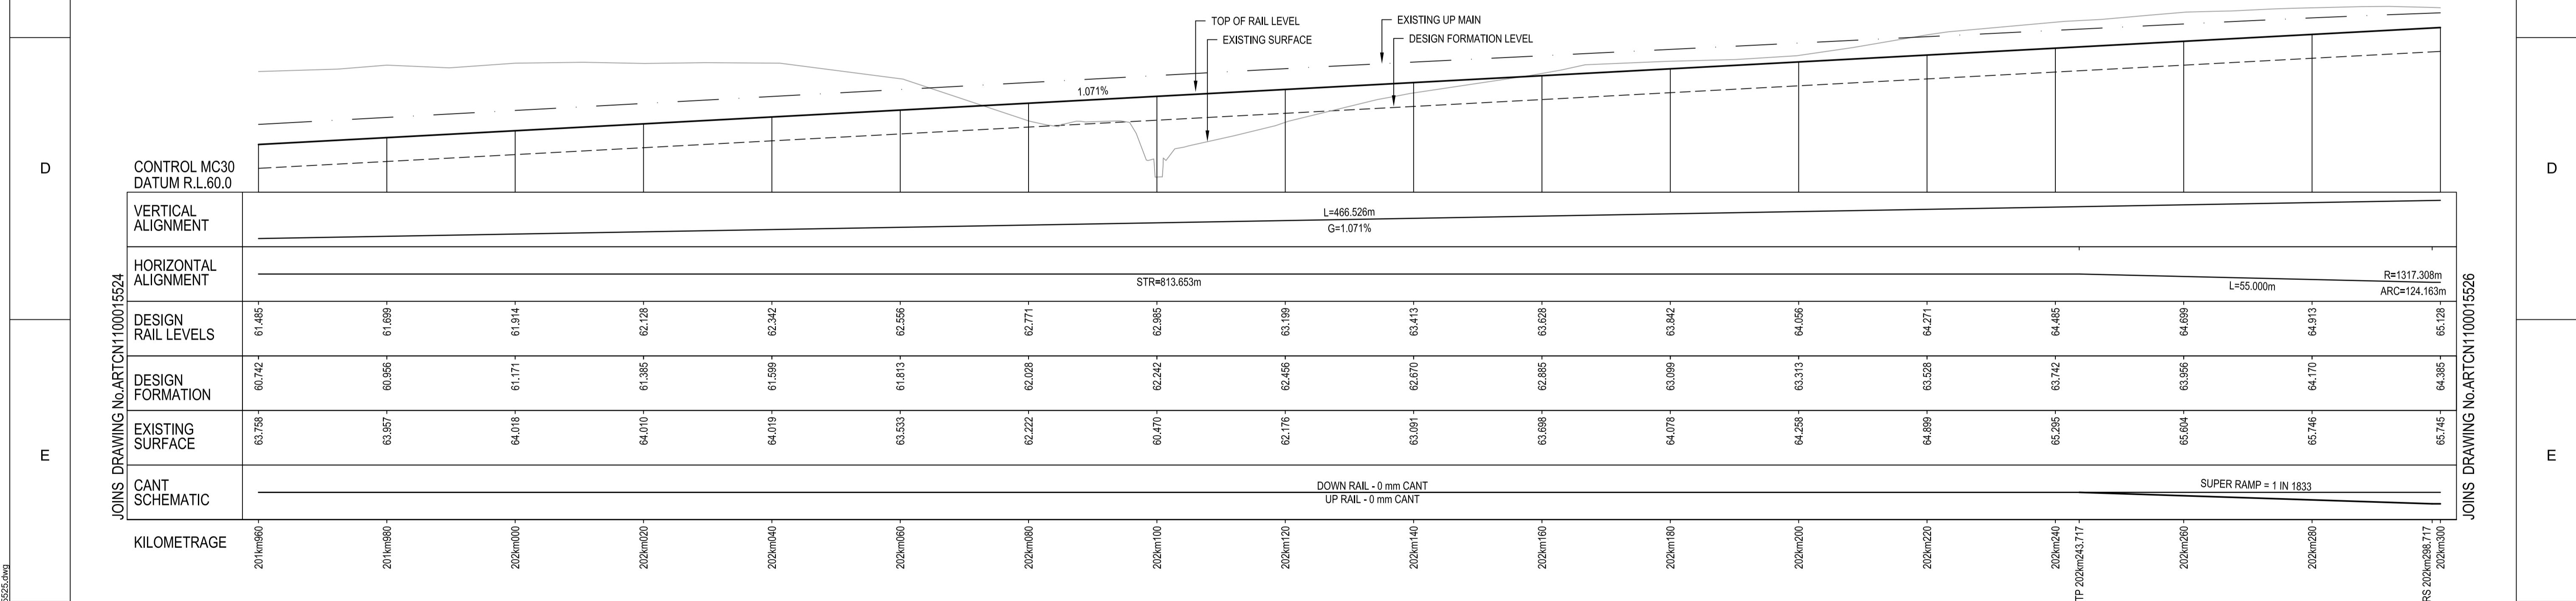 TOP OF RAIL LEVEL
EXISTING SURFACE
EXISTING UP MAIN
DESIGN FORMATION LEVEL
1.071%
D
D
CONTROL MC30
DATUM R.L.60.0
VERTICAL
ALIGNMENT
L=466.526m
G=1.071%
HORIZONTAL
ALIGNMENT
STR=813.653m
L=55.000m
R=1317.308m
ARC=124.163m
DESIGN
RAIL LEVELS
61.485
61.699
61.914
62.128
62.342
62.556
62.771
62.985
63.199
63.413
63.628
63.842
64.056
64.271
64.485
64.699
64.913
65.128
DESIGN
FORMATION
60.742
60.956
61.171
61.385
61.599
61.813
62.028
62.242
62.456
62.670
62.885
63.099
63.313
63.528
63.742
63.956
64.170
64.385
EXISTING
SURFACE
63.758
63.957
64.018
64.010
64.019
63.533
62.222
60.470
62.176
63.091
63.698
64.078
64.258
64.899
65.295
65.604
65.746
65.745
E
E
CANT
SCHEMATIC
DOWN RAIL - 0 mm CANT
UP RAIL - 0 mm CANT
SUPER RAMP = 1 IN 1833
KILOMETRAGE
201km960
201km980
202km000
202km020
202km040
202km060
202km080
202km100
202km120
202km140
202km160
202km180
202km200
202km220
202km240
TP 202km243.717
202km260
202km280
RS 202km298.717
202km300
JOINS DRAWING No.ARTCN1100015524
JOINS DRAWING No.ARTCN1100015526
5525.dwg